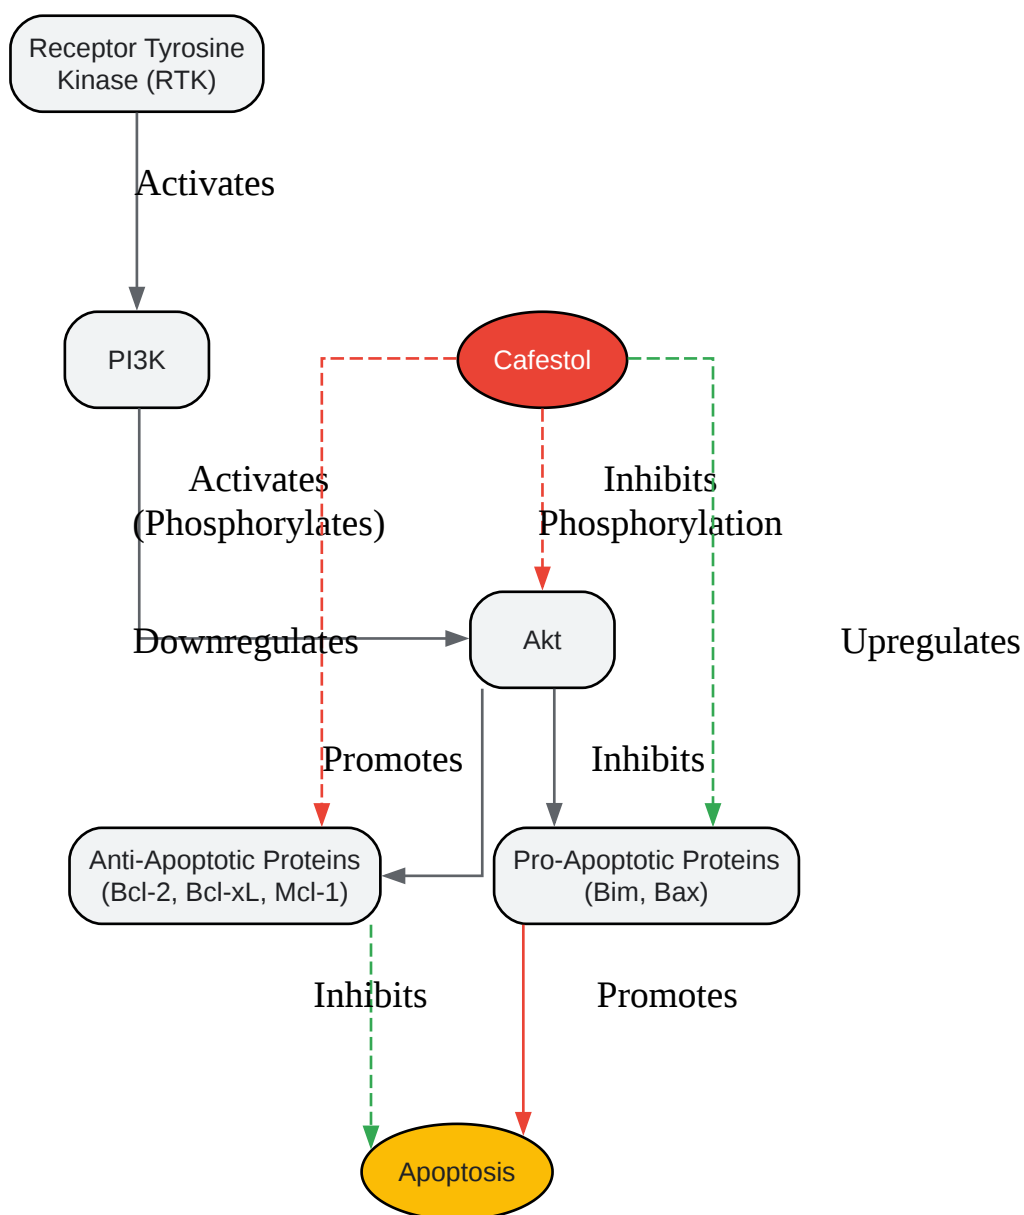 Receptor Tyrosine
Kinase (RTK)
Activates
PI3K
Cafestol
Activates
(Phosphorylates)
Inhibits
Phosphorylation
Downregulates
Akt
Upregulates
Promotes
Inhibits
Anti-Apoptotic Proteins
(Bcl-2, Bcl-xL, Mcl-1)
Pro-Apoptotic Proteins
(Bim, Bax)
Inhibits
Promotes
Apoptosis